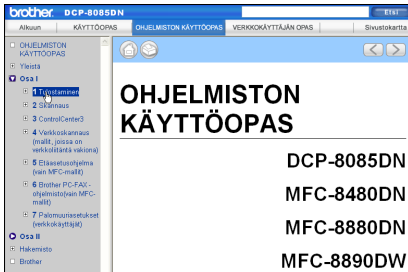 brother. DCP-8085DN
Etsi
Alkuun KÄYTTÖOPAS OHJELMISTON KÄYTTÖOPAS VERKKOKÄYTTÄJÄN OPAS Sivustokartta
OHJELMISTON
KÄYTTÖOPAS
Yleistä
Osa I
1 Tulostaminen
2 Skannaus
3 ControlCenter3
4 Verkkoskannaus
(mallit, joissa on
verkkoliitäntä vakiona)
5 Etäasetusohjelma
(vain MFC-mallit)
6 Brother PC-FAX -
ohjelmisto(vain MFC-
mallit)
7 Palomuuriasetukset
(verkkokäyttäjät)
Osa II
Hakemisto
Brother
OHJELMISTON
KÄYTTÖOPAS
DCP-8085DN
MFC-8480DN
MFC-8880DN
MFC-8890DW